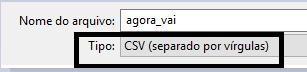 Nome do arquivo: agora_vai
Tipo: CSV (separado por vírgulas)